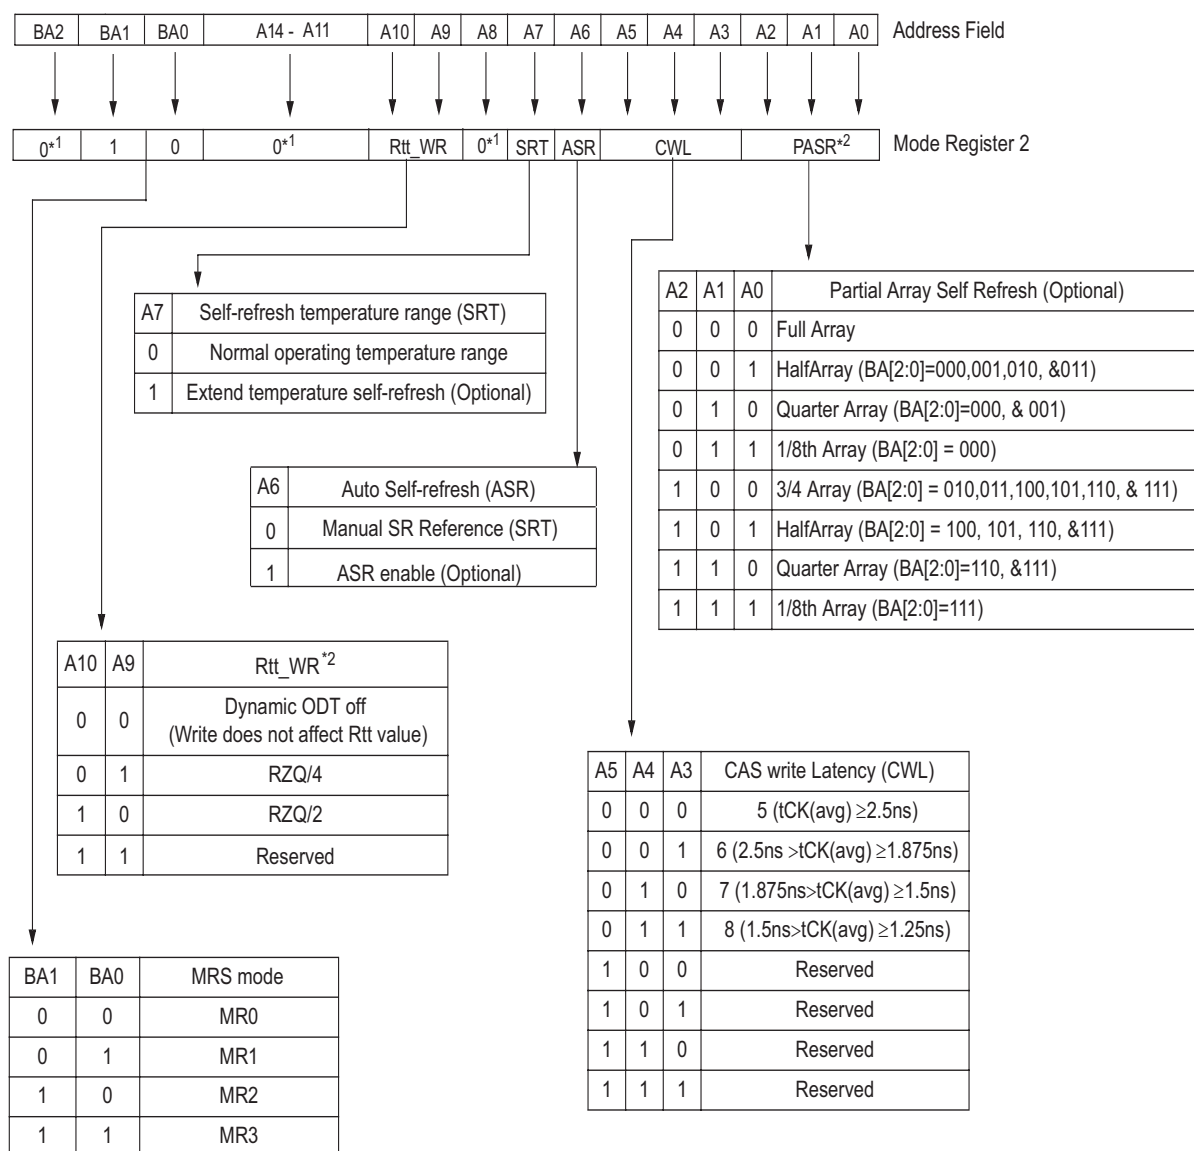 BA2 BA1 BA0 A14 - A11 A10 A9 A8 A7 A6 A5 A4 A3 A2 A1 A0 Address Field
0*1 1 0 0*1 Rtt_WR 0*1 SRT ASR CWL PASR*2 Mode Register 2
A7 Self-refresh temperature range (SRT)
0 Normal operating temperature range
1 Extend temperature self-refresh (Optional)
A2 A1 A0 Partial Array Self Refresh (Optional)
0 0 0 Full Array
0 0 1 HalfArray (BA[2:0]=000,001,010, &011)
0 1 0 Quarter Array (BA[2:0]=000, & 001)
0 1 1 1/8th Array (BA[2:0] = 000)
1 0 0 3/4 Array (BA[2:0] = 010,011,100,101,110, & 111)
1 0 1 HalfArray (BA[2:0] = 100, 101, 110, &111)
1 1 0 Quarter Array (BA[2:0]=110, &111)
1 1 1 1/8th Array (BA[2:0]=111)
A6 Auto Self-refresh (ASR)
0 Manual SR Reference (SRT)
1 ASR enable (Optional)
A10 A9 Rtt_WR*2
0 0 Dynamic ODT off
(Write does not affect Rtt value)
0 1 RZQ/4
1 0 RZQ/2
1 1 Reserved
A5 A4 A3 CAS write Latency (CWL)
0 0 0 5 (tCK(avg) ≥2.5ns)
0 0 1 6 (2.5ns >tCK(avg) ≥1.875ns)
0 1 0 7 (1.875ns>tCK(avg) ≥1.5ns)
0 1 1 8 (1.5ns>tCK(avg) ≥1.25ns)
1 0 0 Reserved
1 0 1 Reserved
1 1 0 Reserved
1 1 1 Reserved
BA1 BA0 MRS mode
0 0 MR0
0 1 MR1
1 0 MR2
1 1 MR3